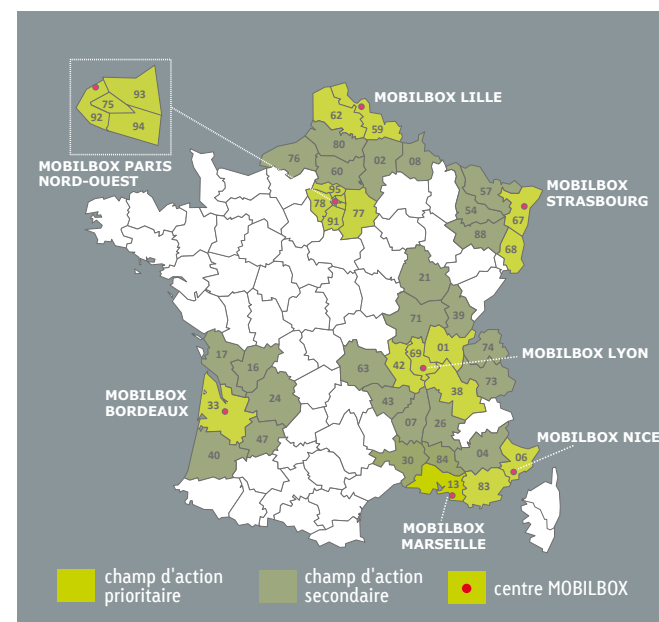 MOBILBOX LILLE
93
75
92
94
62
59
80
76
02
08
60
MOBILBOX PARIS
NORD-OUEST
95
78
77
91
57
MOBILBOX
STRASBOURG
54
67
88
68
21
71
39
17
16
69
01
74
MOBILBOX LYON
63
42
73
MOBILBOX
BORDEAUX
33
24
38
43
07
26
47
40
MOBILBOX NICE
04
06
30
84
13
83
MOBILBOX
MARSEILLE
champ d'action
prioritaire
champ d'action
secondaire
centre MOBILBOX